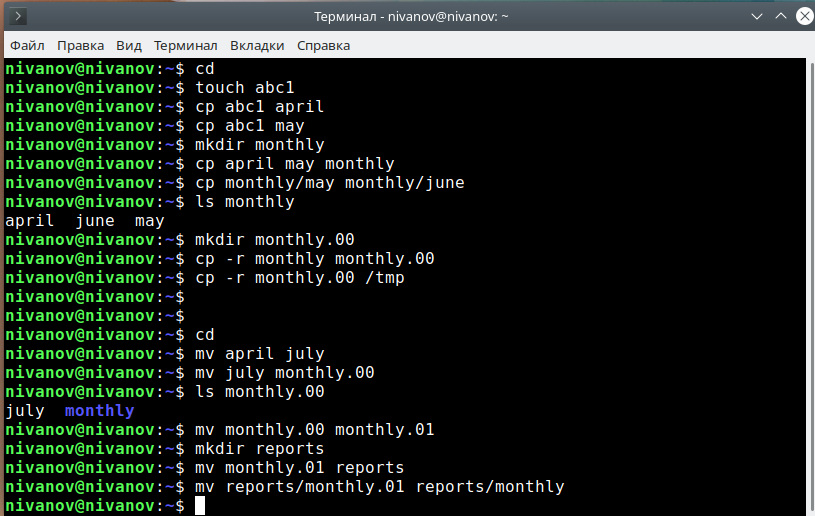 Терминал - nivanov@nivanov: ~
Файл Правка Вид Терминал Вкладки Справка
nivanov@nivanov:~$ cd
nivanov@nivanov:~$ touch abc1
nivanov@nivanov:~$ cp abc1 april
nivanov@nivanov:~$ cp abc1 may
nivanov@nivanov:~$ mkdir monthly
nivanov@nivanov:~$ cp april may monthly
nivanov@nivanov:~$ cp monthly/may monthly/june
nivanov@nivanov:~$ ls monthly
april  june  may
nivanov@nivanov:~$ mkdir monthly.00
nivanov@nivanov:~$ cp -r monthly monthly.00
nivanov@nivanov:~$ cp -r monthly.00 /tmp
nivanov@nivanov:~$
nivanov@nivanov:~$
nivanov@nivanov:~$ cd
nivanov@nivanov:~$ mv april july
nivanov@nivanov:~$ mv july monthly.00
nivanov@nivanov:~$ ls monthly.00
july  monthly
nivanov@nivanov:~$ mv monthly.00 monthly.01
nivanov@nivanov:~$ mkdir reports
nivanov@nivanov:~$ mv monthly.01 reports
nivanov@nivanov:~$ mv reports/monthly.01 reports/monthly
nivanov@nivanov:~$